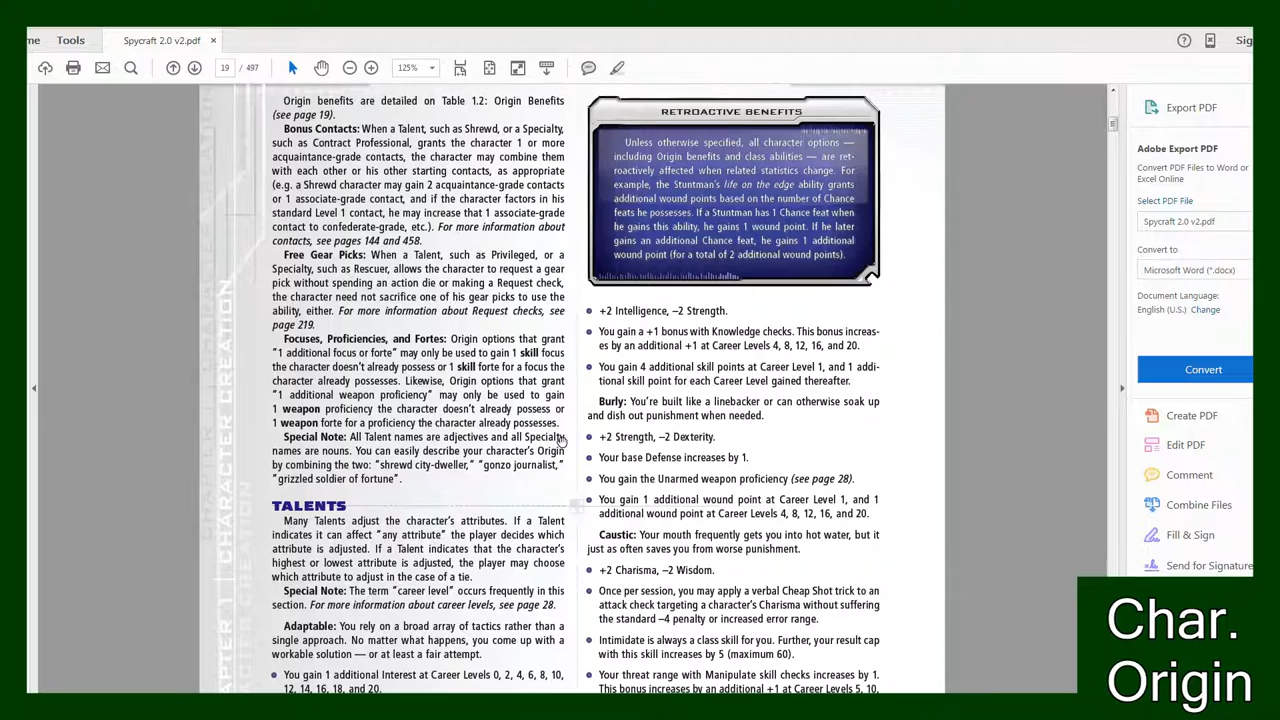 me
Tools
Spycraft 2.0 v2.pdf
×
Sig
19 / 497
125%
Origin benefits are detailed on Table 1.2: Origin Benefits
(see page 19).
Bonus Contacts: When a Talent, such as Shrewd, or a Specialty,
such as Contract Professional, grants the character 1 or more
acquaintance-grade contacts, the character may combine them
with each other or his other starting contacts, as appropriate
(e.g. a Shrewd character may gain 2 acquaintance-grade contacts
or 1 associate-grade contact, and if the character factors in his
standard Level 1 contact, he may increase that 1 associate-grade
contact to confederate-grade, etc.). For more information about
contacts, see pages 144 and 458.
Free Gear Picks: When a Talent, such as Privileged, or a
Specialty, such as Rescuer, allows the character to request a gear
pick without spending an action die or making a Request check,
the character need not sacrifice one of his gear picks to use the
ability, either. For more information about Request checks, see
page 219.
Focuses, Proficiencies, and Fortes: Origin options that grant
“1 additional focus or forte” may only be used to gain 1 skill focus
the character doesn’t already possess or 1 skill forte for a focus the
character already possesses. Likewise, Origin options that grant
“1 additional weapon proficiency” may only be used to gain
1 weapon proficiency the character doesn’t already possess or
1 weapon forte for a proficiency the character already possesses.
Special Note: All Talent names are adjectives and all Specialty
names are nouns. You can easily describe your character’s Origin
by combining the two: “shrewd city-dweller,” “gonzo journalist,”
“grizzled soldier of fortune”.
TALENTS
Many Talents adjust the character’s attributes. If a Talent
indicates it can affect “any attribute” the player decides which
attribute is adjusted. If a Talent indicates that the character’s
highest or lowest attribute is adjusted, the player may choose
which attribute to adjust in the case of a tie.
Special Note: The term “career level” occurs frequently in this
section. For more information about career levels, see page 28.
Adaptable: You rely on a broad array of tactics rather than a
single approach. No matter what happens, you come up with a
workable solution — or at least a fair attempt.
• You gain 1 additional Interest at Career Levels 0, 2, 4, 6, 8, 10,
12, 14, 16, 18, and 20.
RETROACTIVE BENEFITS
Unless otherwise specified, all character options —
including Origin benefits and class abilities — are ret-
roactively affected when related statistics change. For
example, the Stuntman’s life on the edge ability grants
additional wound points based on the number of Chance
feats he possesses. If a Stuntman has 1 Chance feat when
he gains this ability, he gains 1 wound point. If he later
gains an additional Chance feat, he gains 1 additional
wound point (for a total of 2 additional wound points).
• +2 Intelligence, –2 Strength.
• You gain a +1 bonus with Knowledge checks. This bonus increas-
es by an additional +1 at Career Levels 4, 8, 12, 16, and 20.
• You gain 4 additional skill points at Career Level 1, and 1 addi-
tional skill point for each Career Level gained thereafter.
Burly: You’re built like a linebacker or can otherwise soak up
and dish out punishment when needed.
• +2 Strength, –2 Dexterity.
• Your base Defense increases by 1.
• You gain the Unarmed weapon proficiency (see page 28).
• You gain 1 additional wound point at Career Level 1, and 1
additional wound point at Career Levels 4, 8, 12, 16, and 20.
Caustic: Your mouth frequently gets you into hot water, but it
just as often saves you from worse punishment.
• +2 Charisma, –2 Wisdom.
• Once per session, you may apply a verbal Cheap Shot trick to an
attack check targeting a character’s Charisma without suffering
the standard –4 penalty or increased error range.
• Intimidate is always a class skill for you. Further, your result cap
with this skill increases by 5 (maximum 60).
• Your threat range with Manipulate skill checks increases by 1.
This bonus increases by an additional +1 at Career Levels 5, 10,
CHAPTER 1 | CHARACTER CREATION
Export PDF
Adobe Export PDF
Convert PDF Files to Word or
Excel Online
Select PDF File
Spycraft 2.0 v2.pdf
Convert to
Microsoft Word (*.docx)
Document Language:
English (U.S.) Change
Convert
Create PDF
Edit PDF
Comment
Combine Files
Fill & Sign
Send for Signature
Char.
Origin